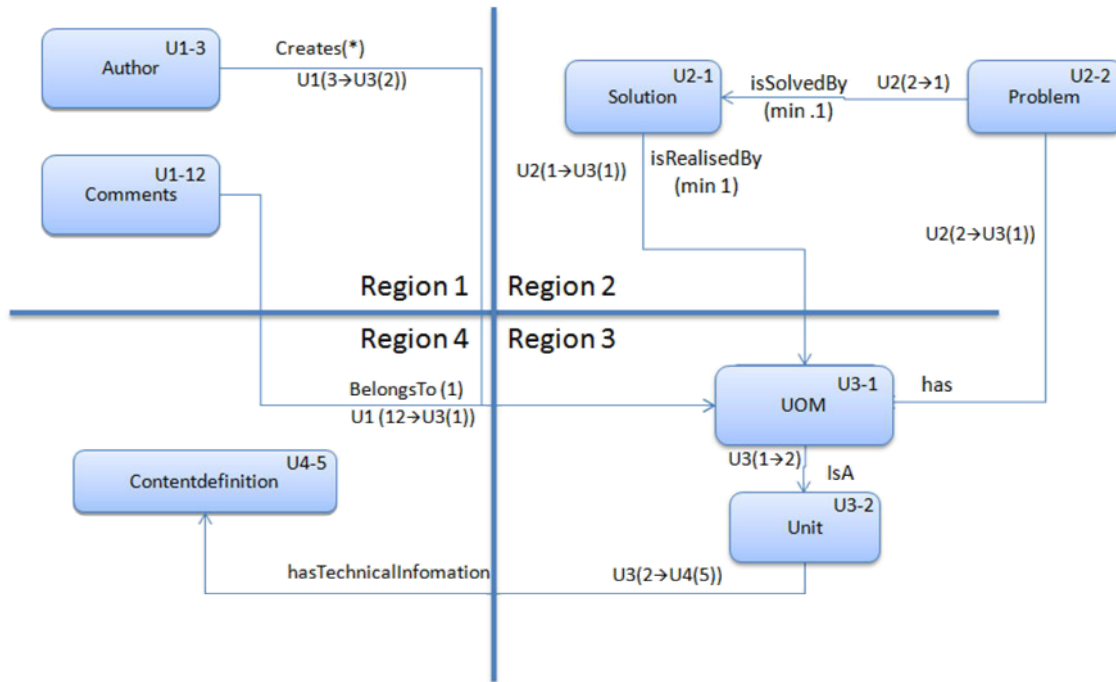 U1-3
Author
Creates(*)
U1(3→U3(2))
U1-12
Comments
U2-1
Solution
isSolvedBy
(min .1)
U2(2→1)
U2-2
Problem
U2(1→U3(1))
isRealisedBy
(min 1)
U2(2→U3(1))
Region 1
Region 2
Region 4
Region 3
BelongsTo (1)
U1 (12→U3(1))
U3-1
UOM
has
U3(1→2)
IsA
U4-5
Contentdefinition
U3-2
Unit
hasTechnicalInfomation
U3(2→U4(5))